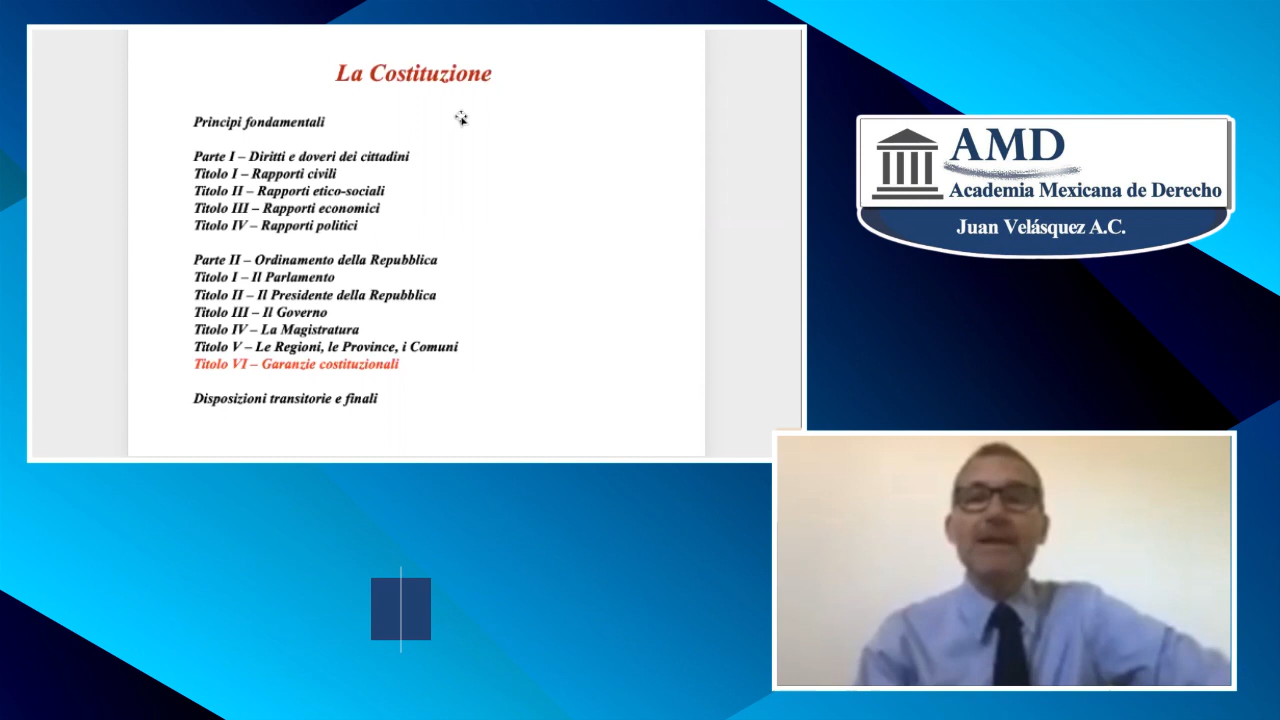 La Costituzione
Principi fondamentali
Parte I – Diritti e doveri dei cittadini
Titolo I – Rapporti civili
Titolo II – Rapporti etico-sociali
Titolo III – Rapporti economici
Titolo IV – Rapporti politici
Parte II – Ordinamento della Repubblica
Titolo I – Il Parlamento
Titolo II – Il Presidente della Repubblica
Titolo III – Il Governo
Titolo IV – La Magistratura
Titolo V – Le Regioni, le Province, i Comuni
Titolo VI – Garanzie costituzionali
Disposizioni transitorie e finali
AMD
Academia Mexicana de Derecho
Juan Velásquez A.C.